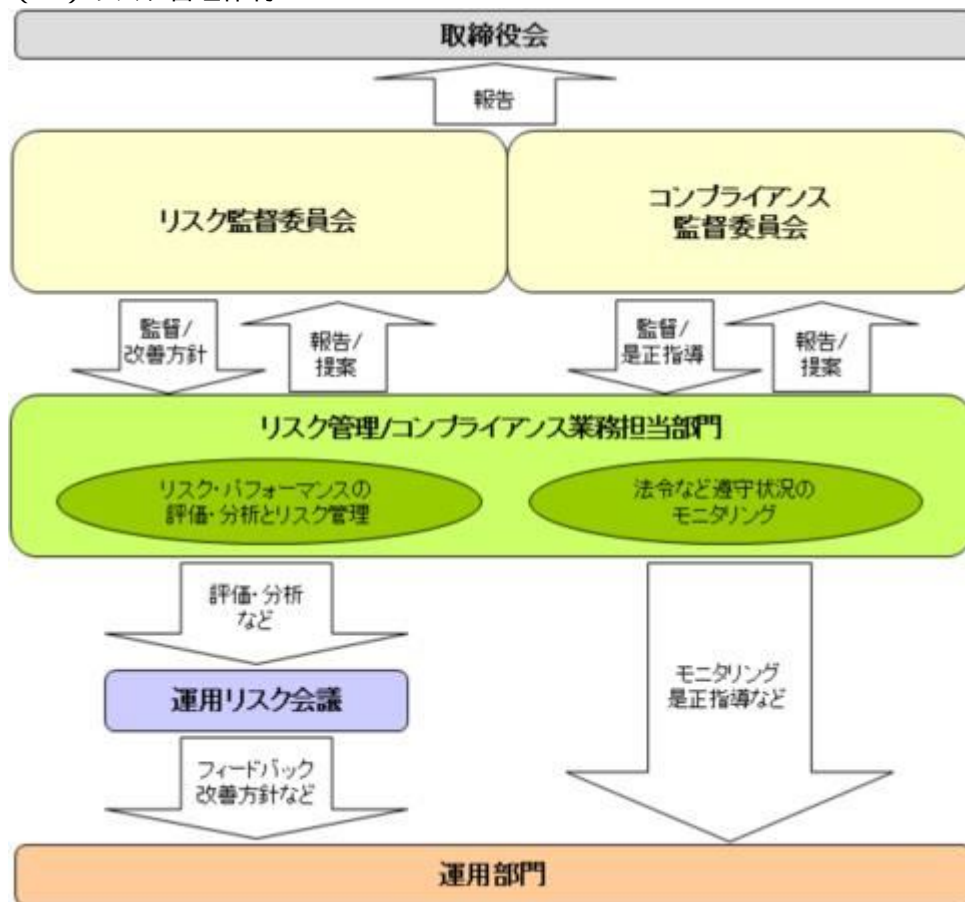 取締役会
報告
リスク監督委員会
コンプライアンス
監督委員会
監督/
改善方針
報告/
提案
監督/
是正指導
報告/
提案
リスク管理/コンプライアンス業務担当部門
リスク・パフォーマンスの
評価・分析とリスク管理
法令など遵守状況の
モニタリング
評価・分析
など
運用リスク会議
モニタリング
是正指導など
フィードバック
改善方針など
運用部門